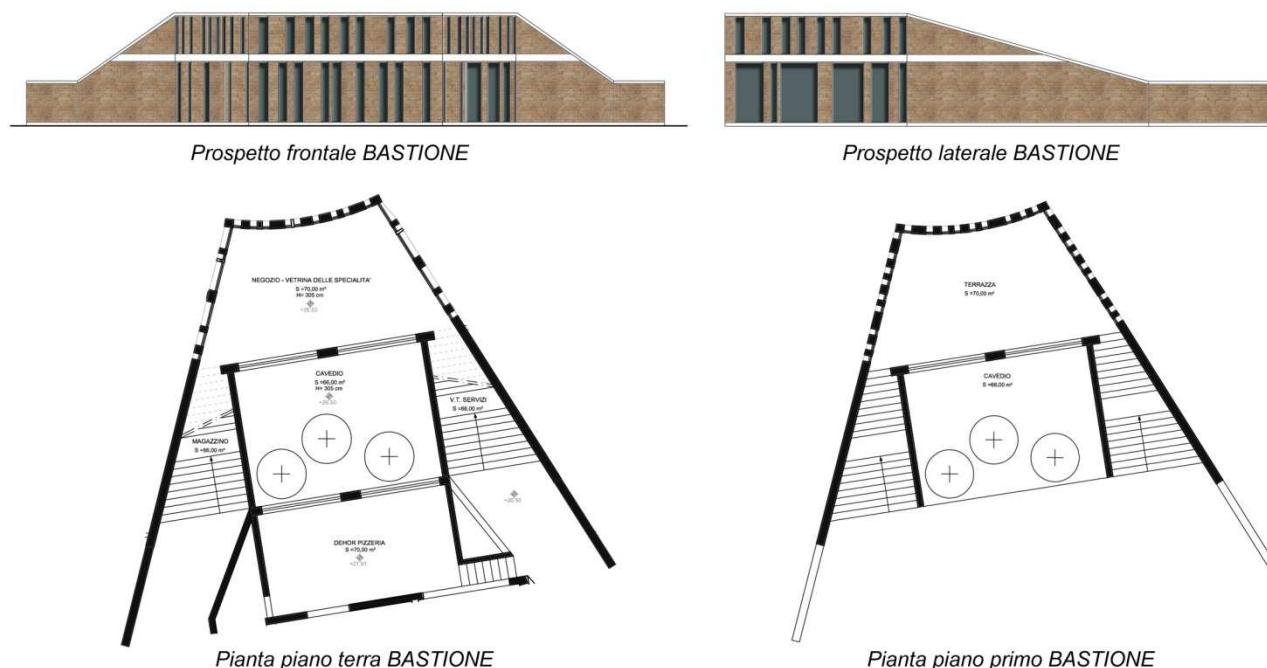 Prospetto frontale BASTIONE
Prospetto laterale BASTIONE
NEGOZIO - VETRINA DELLE SPECIALITA'
S =70,00 m²
H= 305 cm
CAVEDIO
S =66,00 m²
H= 305 cm
V.T. SERVIZI
S =66,00 m²
MAGAZZINO
S =66,00 m²
DEHOR PIZZERIA
S =70,00 m²
Pianta piano terra BASTIONE
TERRAZZA
S =70,00 m²
CAVEDIO
S =66,00 m²
Pianta piano primo BASTIONE